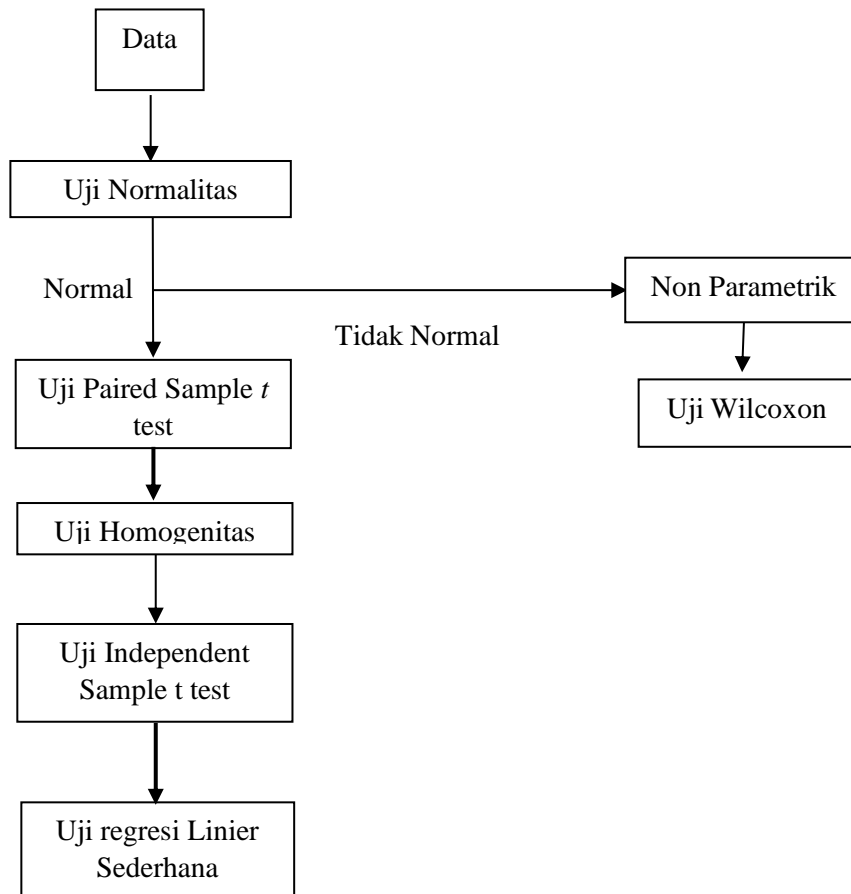 Data
Uji Normalitas
Normal
Non Parametrik
Tidak Normal
Uji Paired Sample t
test
Uji Wilcoxon
Uji Homogenitas
Uji Independent
Sample t test
Uji regresi Linier
Sederhana